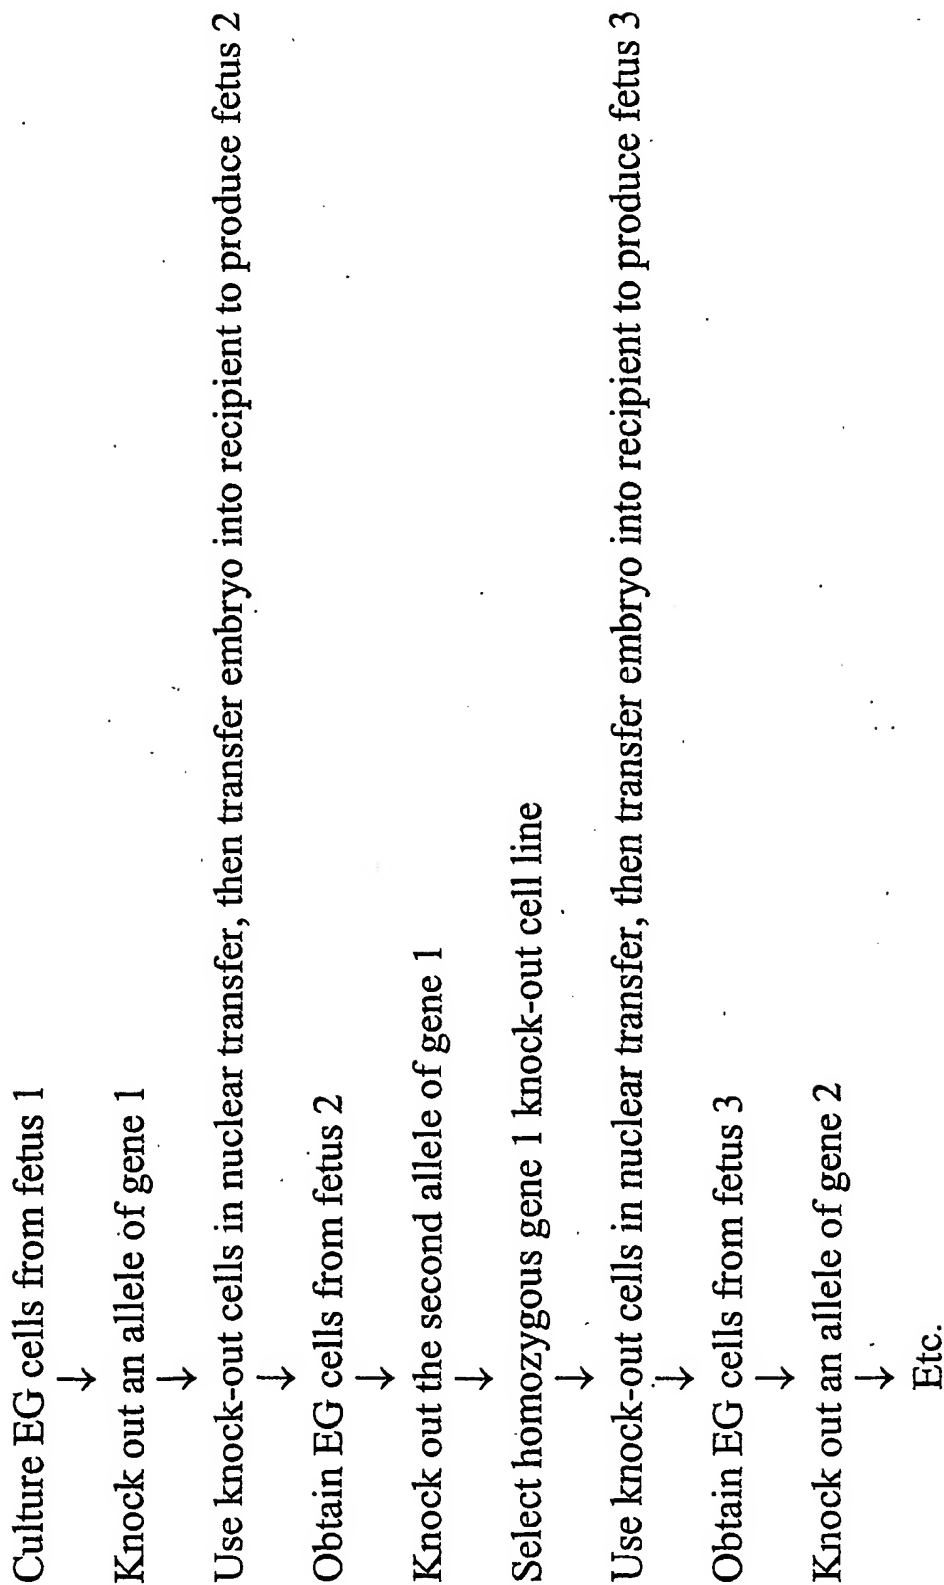 Culture EG cells from fetus 1
↓
Knock out an allele of gene 1
↓
Use knock-out cells in nuclear transfer, then transfer embryo into recipient to produce fetus 2
↓
Obtain EG cells from fetus 2
↓
Knock out the second allele of gene 1
↓
Select homozygous gene 1 knock-out cell line
↓
Use knock-out cells in nuclear transfer, then transfer embryo into recipient to produce fetus 3
↓
Obtain EG cells from fetus 3
↓
Knock out an allele of gene 2
↓
Etc.